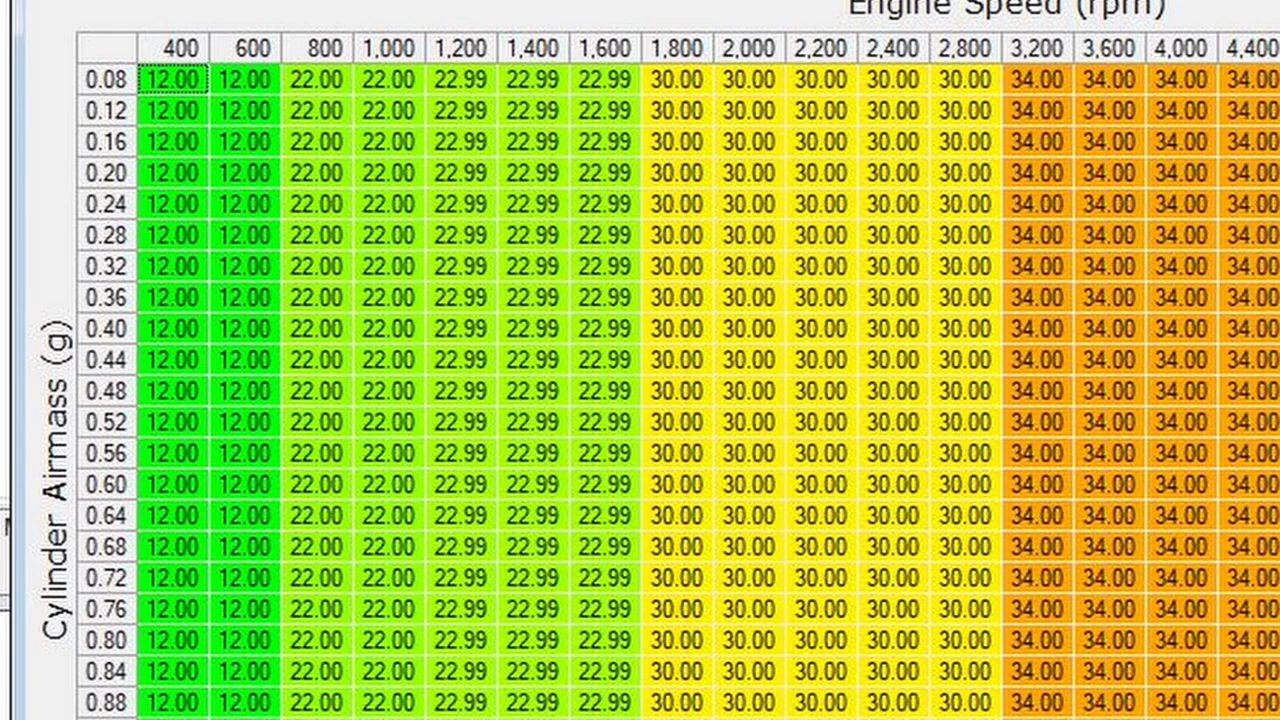 Engine Speed (rpm)
400 600 800 1,000 1,200 1,400 1,600 1,800 2,000 2,200 2,400 2,800 3,200 3,600 4,000 4,400
0.08 12.00 12.00 22.00 22.00 22.99 22.99 22.99 30.00 30.00 30.00 30.00 30.00 34.00 34.00 34.00 34.00
0.12 12.00 12.00 22.00 22.00 22.99 22.99 22.99 30.00 30.00 30.00 30.00 30.00 34.00 34.00 34.00 34.00
0.16 12.00 12.00 22.00 22.00 22.99 22.99 22.99 30.00 30.00 30.00 30.00 30.00 34.00 34.00 34.00 34.00
0.20 12.00 12.00 22.00 22.00 22.99 22.99 22.99 30.00 30.00 30.00 30.00 30.00 34.00 34.00 34.00 34.00
0.24 12.00 12.00 22.00 22.00 22.99 22.99 22.99 30.00 30.00 30.00 30.00 30.00 34.00 34.00 34.00 34.00
0.28 12.00 12.00 22.00 22.00 22.99 22.99 22.99 30.00 30.00 30.00 30.00 30.00 34.00 34.00 34.00 34.00
0.32 12.00 12.00 22.00 22.00 22.99 22.99 22.99 30.00 30.00 30.00 30.00 30.00 34.00 34.00 34.00 34.00
0.36 12.00 12.00 22.00 22.00 22.99 22.99 22.99 30.00 30.00 30.00 30.00 30.00 34.00 34.00 34.00 34.00
0.40 12.00 12.00 22.00 22.00 22.99 22.99 22.99 30.00 30.00 30.00 30.00 30.00 34.00 34.00 34.00 34.00
0.44 12.00 12.00 22.00 22.00 22.99 22.99 22.99 30.00 30.00 30.00 30.00 30.00 34.00 34.00 34.00 34.00
0.48 12.00 12.00 22.00 22.00 22.99 22.99 22.99 30.00 30.00 30.00 30.00 30.00 34.00 34.00 34.00 34.00
0.52 12.00 12.00 22.00 22.00 22.99 22.99 22.99 30.00 30.00 30.00 30.00 30.00 34.00 34.00 34.00 34.00
0.56 12.00 12.00 22.00 22.00 22.99 22.99 22.99 30.00 30.00 30.00 30.00 30.00 34.00 34.00 34.00 34.00
0.60 12.00 12.00 22.00 22.00 22.99 22.99 22.99 30.00 30.00 30.00 30.00 30.00 34.00 34.00 34.00 34.00
0.64 12.00 12.00 22.00 22.00 22.99 22.99 22.99 30.00 30.00 30.00 30.00 30.00 34.00 34.00 34.00 34.00
0.68 12.00 12.00 22.00 22.00 22.99 22.99 22.99 30.00 30.00 30.00 30.00 30.00 34.00 34.00 34.00 34.00
0.72 12.00 12.00 22.00 22.00 22.99 22.99 22.99 30.00 30.00 30.00 30.00 30.00 34.00 34.00 34.00 34.00
0.76 12.00 12.00 22.00 22.00 22.99 22.99 22.99 30.00 30.00 30.00 30.00 30.00 34.00 34.00 34.00 34.00
0.80 12.00 12.00 22.00 22.00 22.99 22.99 22.99 30.00 30.00 30.00 30.00 30.00 34.00 34.00 34.00 34.00
0.84 12.00 12.00 22.00 22.00 22.99 22.99 22.99 30.00 30.00 30.00 30.00 30.00 34.00 34.00 34.00 34.00
0.88 12.00 12.00 22.00 22.00 22.99 22.99 22.99 30.00 30.00 30.00 30.00 30.00 34.00 34.00 34.00 34.00
Cylinder Airmass (g)